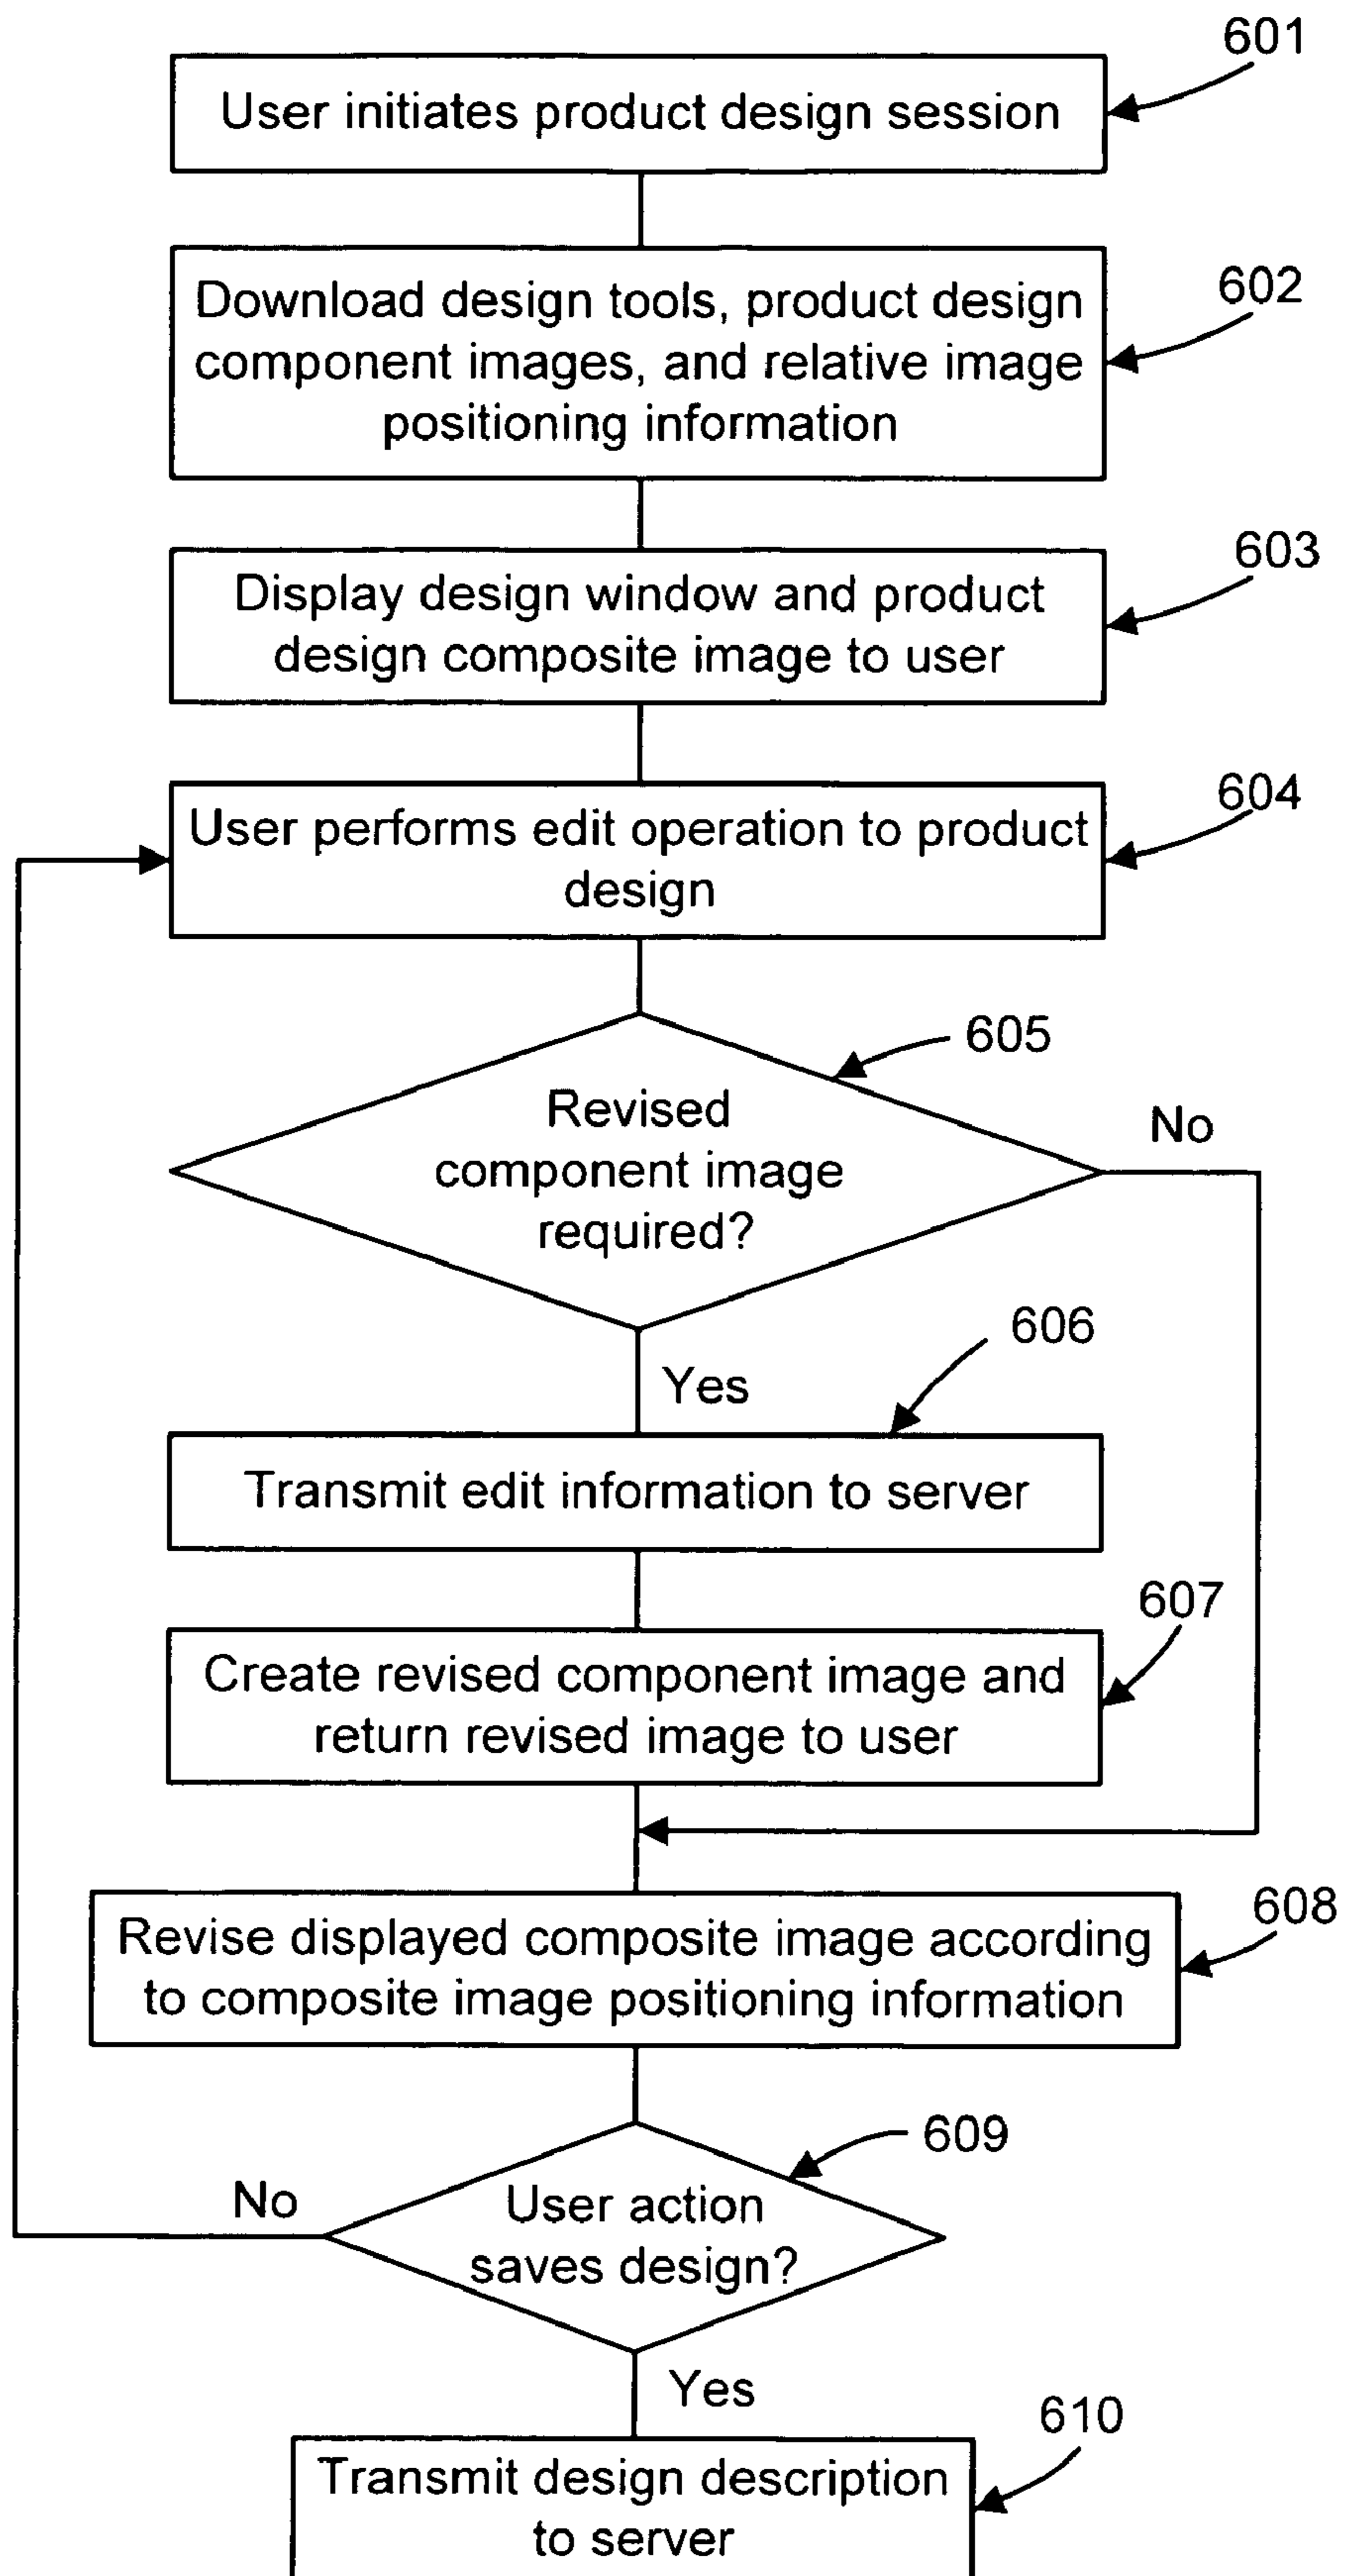 601
User initiates product design session
602
Download design tools, product design
component images, and relative image
positioning information
603
Display design window and product
design composite image to user
604
User performs edit operation to product
design
605
Revised
component image
required?
No
606
Yes
Transmit edit information to server
607
Create revised component image and
return revised image to user
608
Revise displayed composite image according
to composite image positioning information
609
No
User action
saves design?
Yes
610
Transmit design description
to server